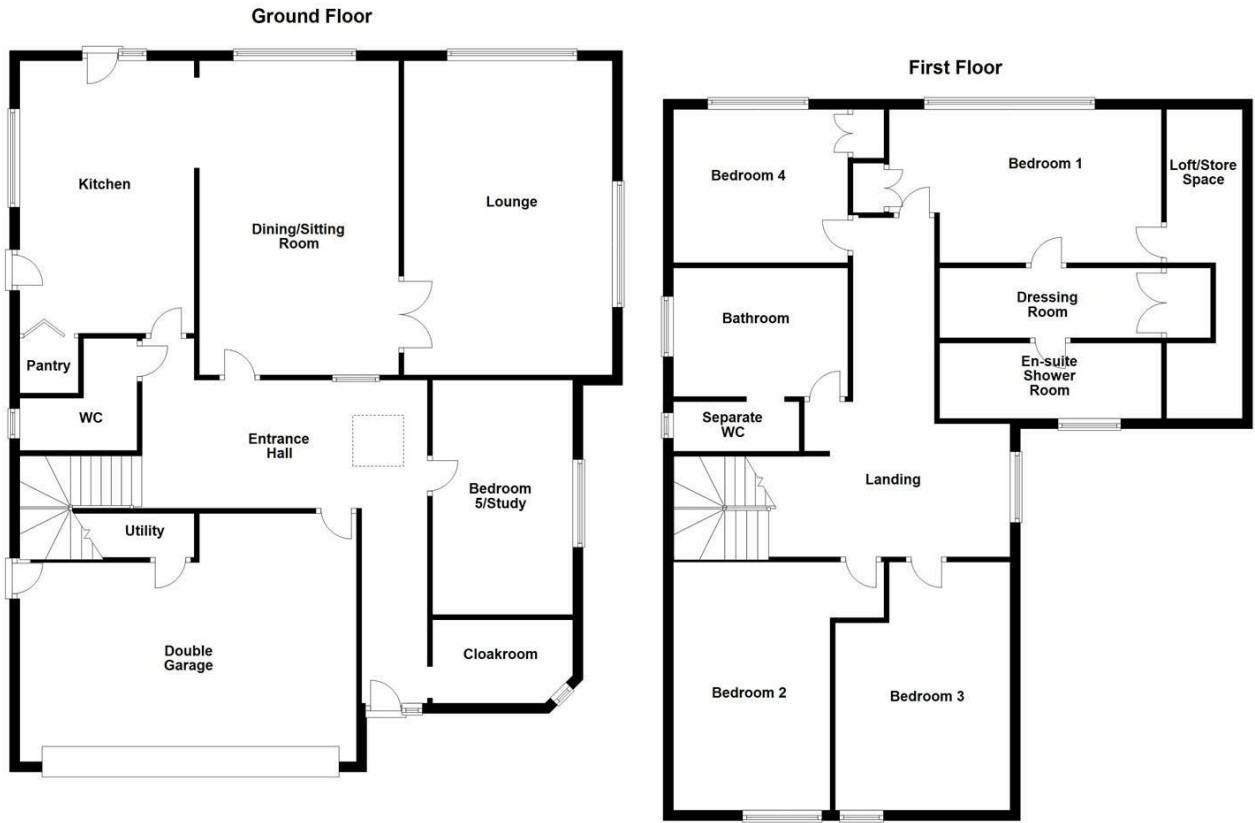 Ground Floor
Kitchen
Dining/Sitting
Room
Lounge
Pantry
WC
Entrance
Hall
Bedroom
5/Study
Utility
Double
Garage
Cloakroom
First Floor
Bedroom 4
Bedroom 1
Loft/Store
Space
Bathroom
Dressing
Room
En-suite
Shower
Room
Separate
WC
Landing
Bedroom 2
Bedroom 3